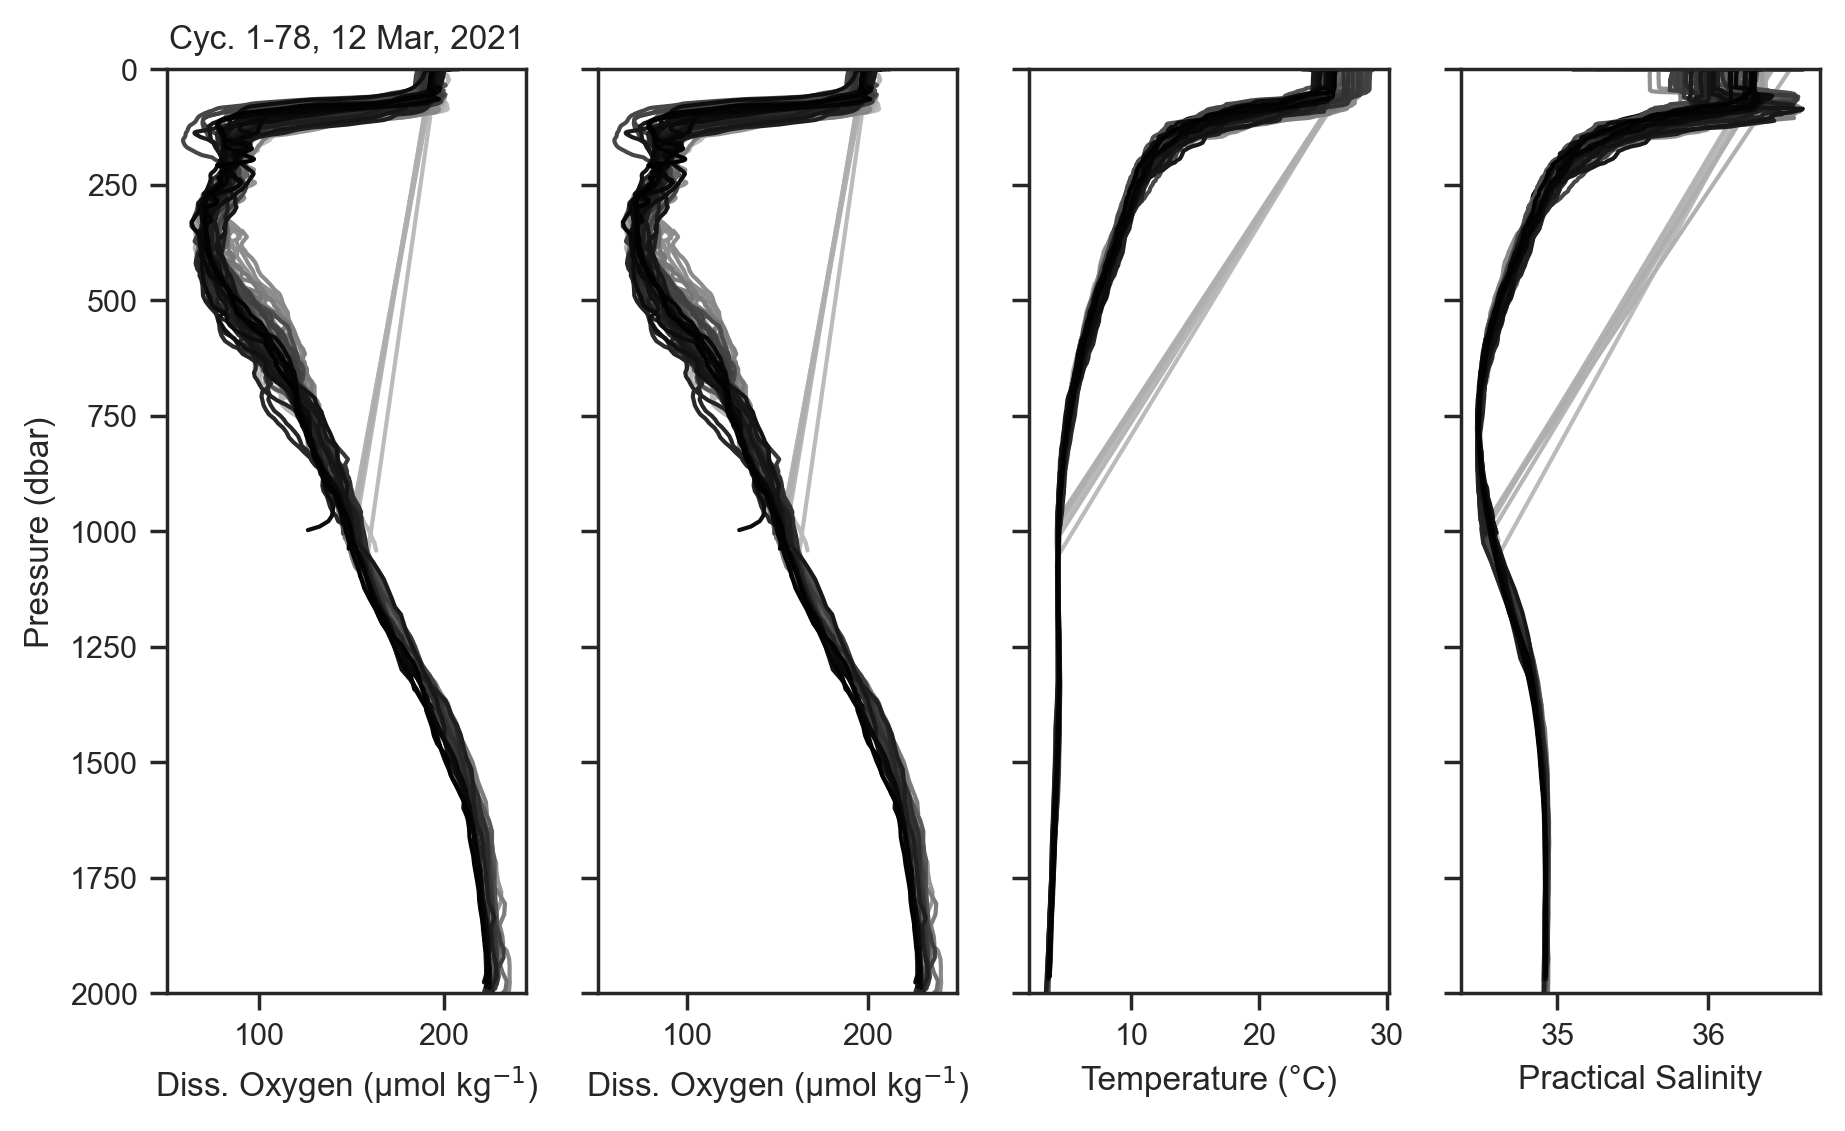 Cyc. 1-78, 12 Mar, 2021
0
250
500
750
1000
1250
1500
1750
2000
Pressure (dbar)
100 200
100 200
10 20 30
35 36
Diss. Oxygen (µmol kg⁻¹)
Diss. Oxygen (µmol kg⁻¹)
Temperature (°C)
Practical Salinity